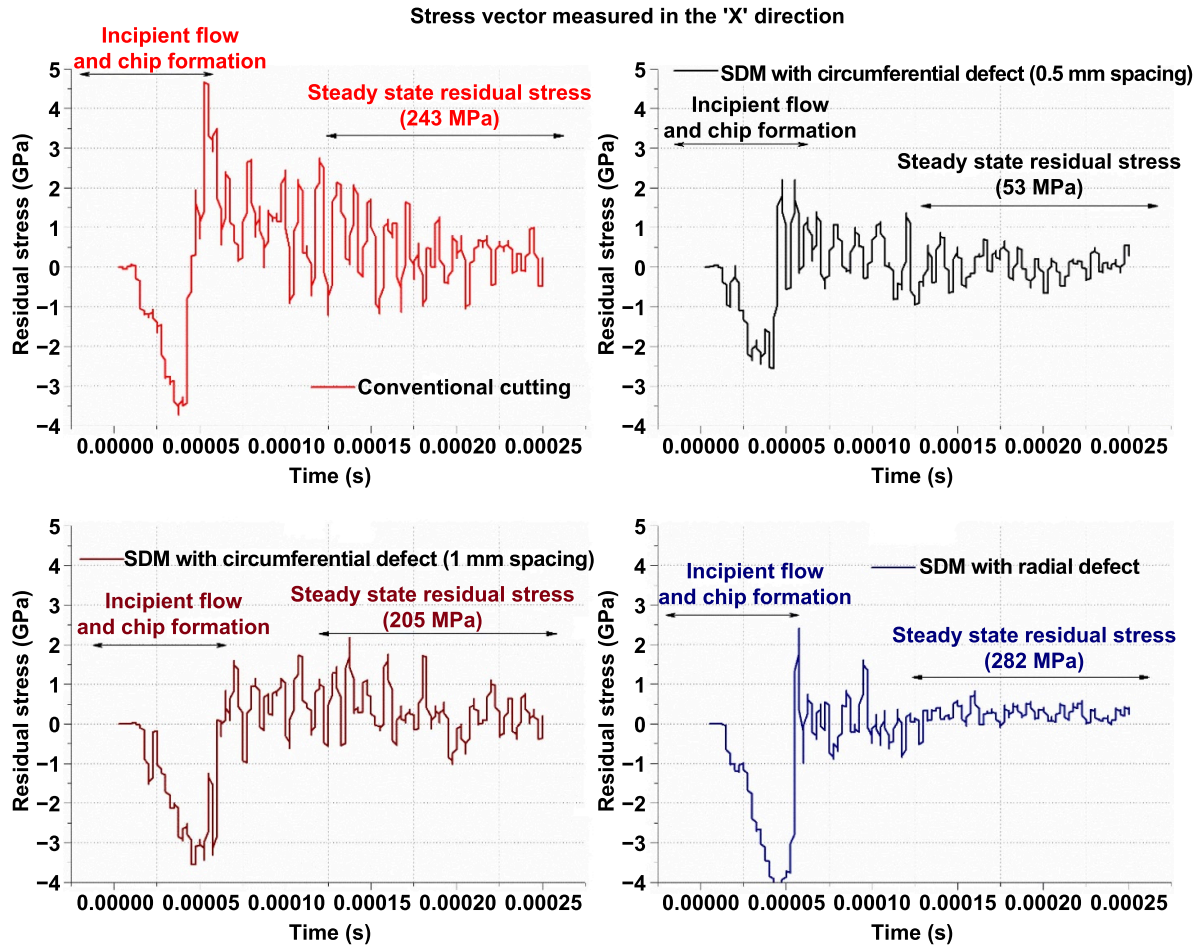 Stress vector measured in the 'X' direction
Incipient flow
and chip formation
Steady state residual stress
(243 MPa)
Conventional cutting
Residual stress (GPa)
5
4
3
2
1
0
−1
−2
−3
−4
0.00000 0.00005 0.00010 0.00015 0.00020 0.00025
Time (s)
SDM with circumferential defect (0.5 mm spacing)
Incipient flow
and chip formation
Steady state residual stress
(53 MPa)
Residual stress (GPa)
5
4
3
2
1
0
−1
−2
−3
−4
0.00000 0.00005 0.00010 0.00015 0.00020 0.00025
Time (s)
SDM with circumferential defect (1 mm spacing)
Incipient flow
and chip formation
Steady state residual stress
(205 MPa)
Residual stress (GPa)
5
4
3
2
1
0
−1
−2
−3
−4
0.00000 0.00005 0.00010 0.00015 0.00020 0.00025
Time (s)
SDM with radial defect
Incipient flow
and chip formation
Steady state residual stress
(282 MPa)
Residual stress (GPa)
5
4
3
2
1
0
−1
−2
−3
−4
0.00000 0.00005 0.00010 0.00015 0.00020 0.00025
Time (s)